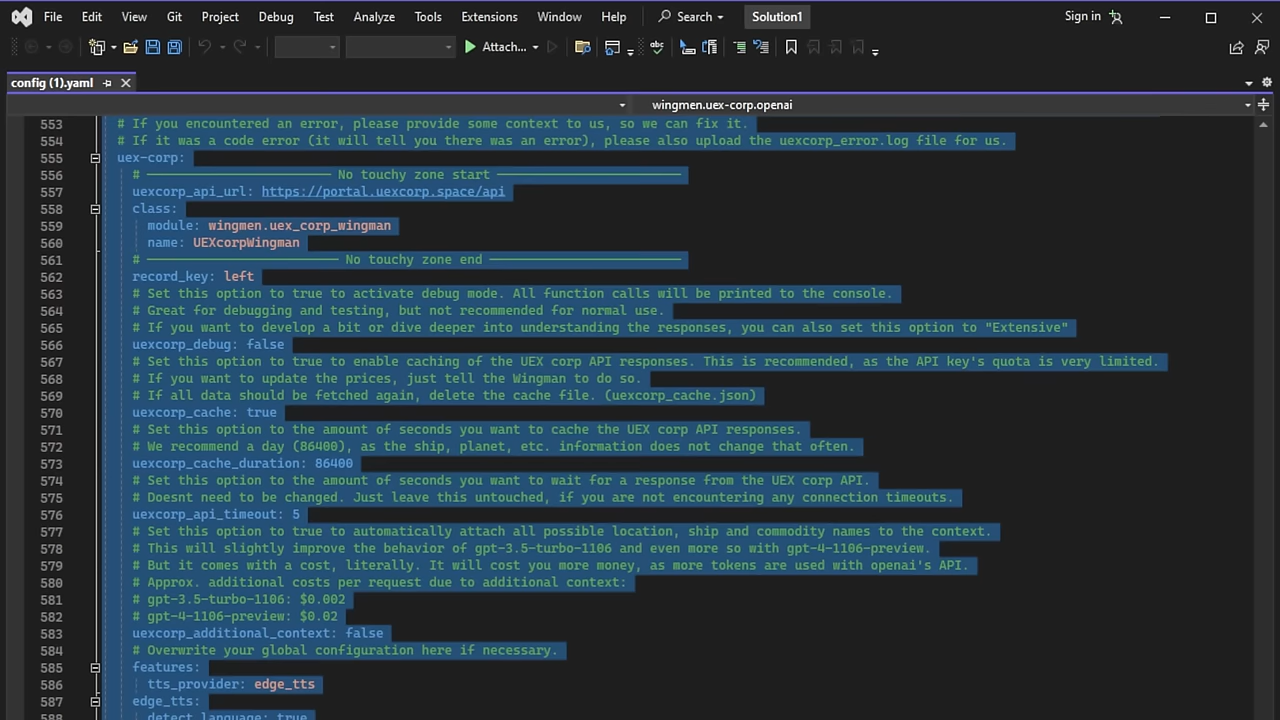 File Edit View Git Project Debug Test Analyze Tools Extensions Window Help Search Solution1 Sign in
Attach...
config (1).yaml
wingmen.uex-corp.openai
553 # If you encountered an error, please provide some context to us, so we can fix it.
554 # If it was a code error (it will tell you there was an error), please also upload the uexcorp_error.log file for us.
555 uex-corp:
556 # ───────────────────────── No touchy zone start ─────────────────────────
557 uexcorp_api_url: https://portal.uexcorp.space/api
558 class:
559 module: wingmen.uex_corp_wingman
560 name: UEXcorpWingman
561 # ───────────────────────── No touchy zone end ─────────────────────────
562 record_key: left
563 # Set this option to true to activate debug mode. All function calls will be printed to the console.
564 # Great for debugging and testing, but not recommended for normal use.
565 # If you want to develop a bit or dive deeper into understanding the responses, you can also set this option to "Extensive"
566 uexcorp_debug: false
567 # Set this option to true to enable caching of the UEX corp API responses. This is recommended, as the API key's quota is very limited.
568 # If you want to update the prices, just tell the Wingman to do so.
569 # If all data should be fetched again, delete the cache file. (uexcorp_cache.json)
570 uexcorp_cache: true
571 # Set this option to the amount of seconds you want to cache the UEX corp API responses.
572 # We recommend a day (86400), as the ship, planet, etc. information does not change that often.
573 uexcorp_cache_duration: 86400
574 # Set this option to the amount of seconds you want to wait for a response from the UEX corp API.
575 # Doesnt need to be changed. Just leave this untouched, if you are not encountering any connection timeouts.
576 uexcorp_api_timeout: 5
577 # Set this option to true to automatically attach all possible location, ship and commodity names to the context.
578 # This will slightly improve the behavior of gpt-3.5-turbo-1106 and even more so with gpt-4-1106-preview.
579 # But it comes with a cost, literally. It will cost you more money, as more tokens are used with openai's API.
580 # Approx. additional costs per request due to additional context:
581 # gpt-3.5-turbo-1106: $0.002
582 # gpt-4-1106-preview: $0.02
583 uexcorp_additional_context: false
584 # Overwrite your global configuration here if necessary.
585 features:
586 tts_provider: edge_tts
587 edge_tts:
588 detect_language: true